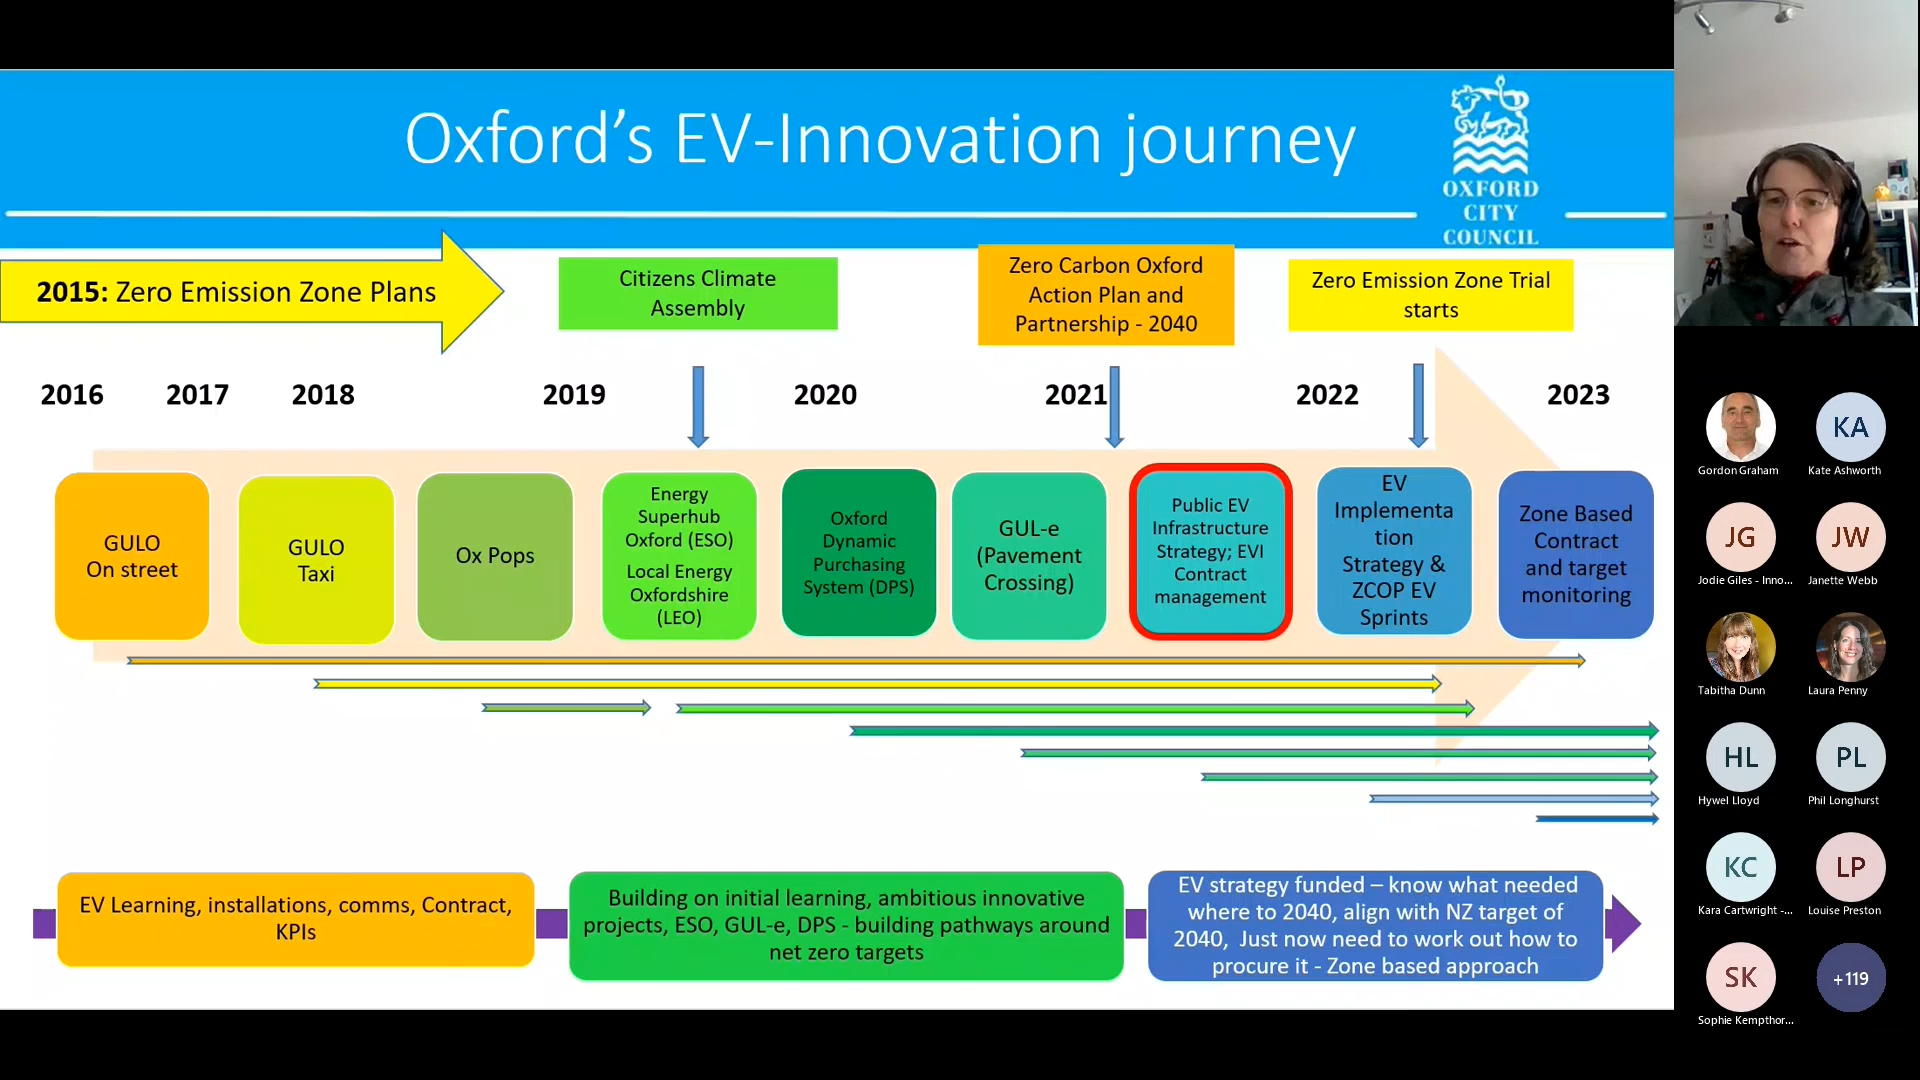 Oxford's EV-Innovation journey
OXFORD
CITY
COUNCIL
2015: Zero Emission Zone Plans
Citizens Climate
Assembly
Zero Carbon Oxford
Action Plan and
Partnership - 2040
Zero Emission Zone Trial
starts
2016 2017 2018 2019 2020 2021 2022 2023
GULO
On street
GULO
Taxi
Ox Pops
Energy
Superhub
Oxford (ESO)
Local Energy
Oxfordshire
(LEO)
Oxford
Dynamic
Purchasing
System (DPS)
GUL-e
(Pavement
Crossing)
Public EV
Infrastructure
Strategy; EVI
Contract
management
EV
Implementa
tion
Strategy &
ZCOP EV
Sprints
Zone Based
Contract
and target
monitoring
EV Learning, installations, comms, Contract,
KPIs
Building on initial learning, ambitious innovative
projects, ESO, GUL-e, DPS - building pathways around
net zero targets
EV strategy funded – know what needed
where to 2040, align with NZ target of
2040, Just now need to work out how to
procure it - Zone based approach
Gordon Graham
KA
Kate Ashworth
JG
Jodie Giles - Inno...
JW
Janette Webb
Tabitha Dunn
Laura Penny
HL
Hywel Lloyd
PL
Phil Longhurst
KC
Kara Cartwright -...
LP
Louise Preston
SK
Sophie Kempthor...
+119